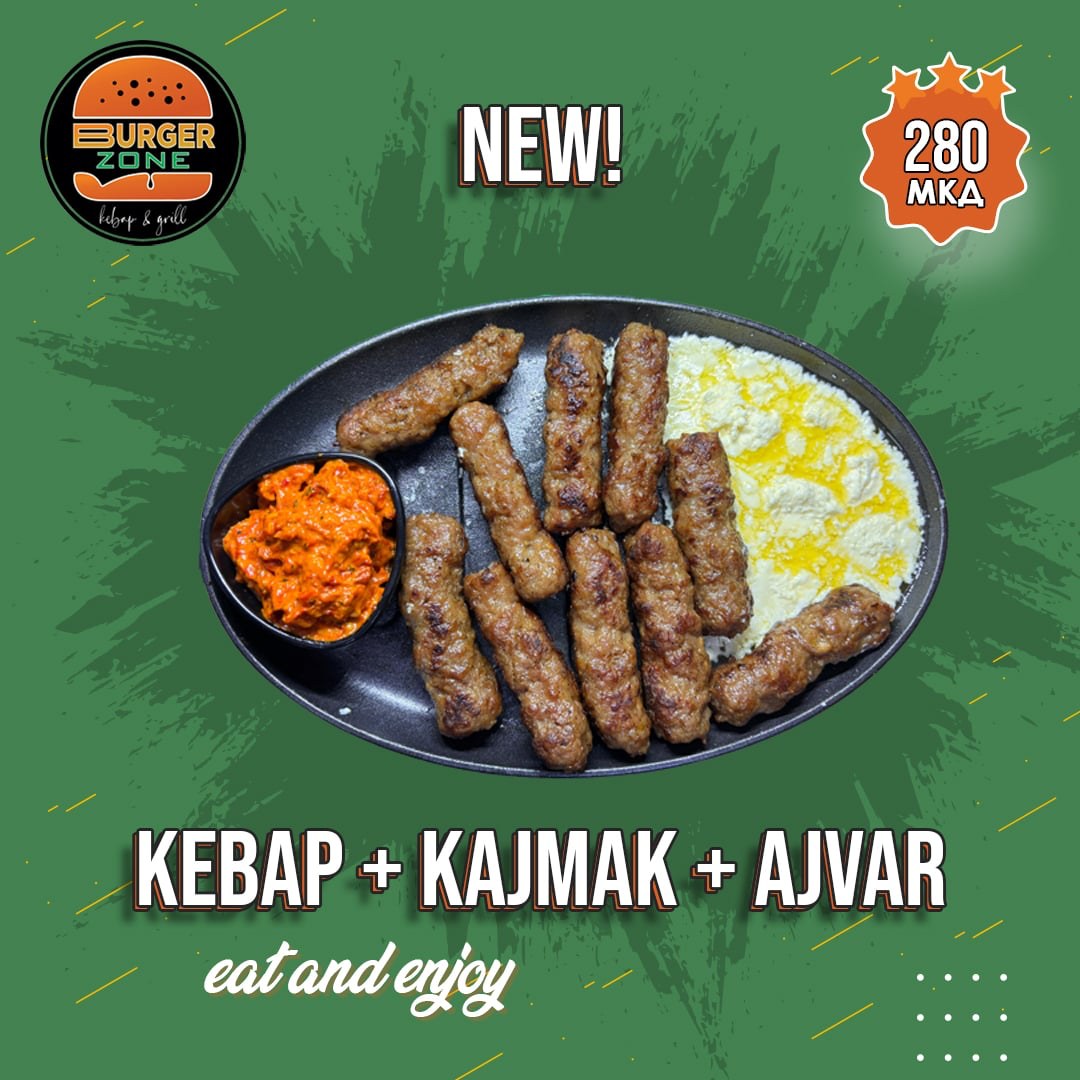 BURGER
ZONE
kebap & grill
NEW!
280
МКД
KEBAP + KAJMAK + AJVAR
eat and enjoy